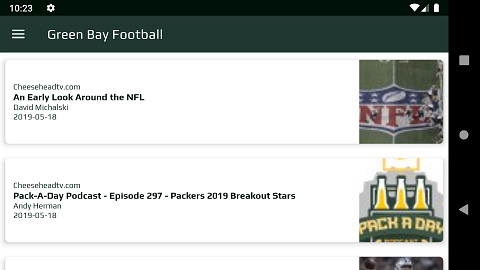 10:23
Green Bay Football
Cheeseheadtv.com
An Early Look Around the NFL
David Michalski
2019-05-18
NFL
Cheeseheadtv.com
Pack-A-Day Podcast - Episode 297 - Packers 2019 Breakout Stars
Andy Herman
2019-05-18
PACK A DAY
PODCAST